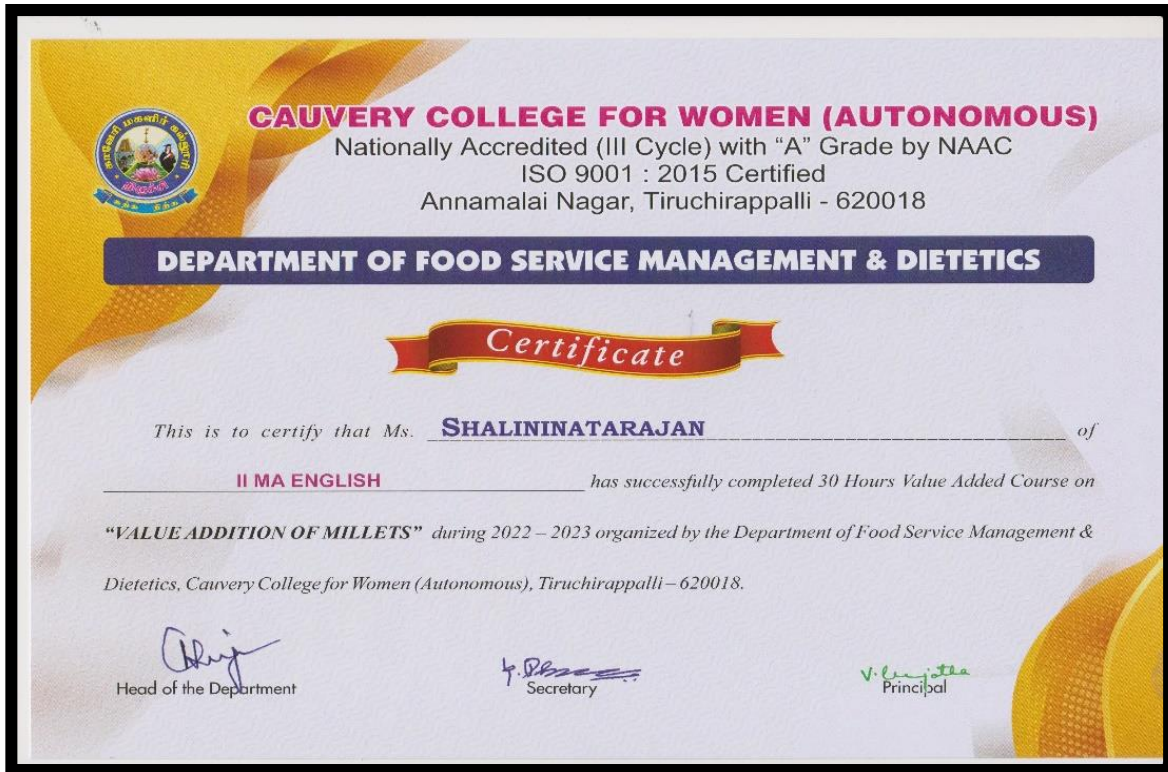 காவேரி மகளிர் கல்லூரி
திருச்சி
CAUVERY COLLEGE FOR WOMEN (AUTONOMOUS)
Nationally Accredited (III Cycle) with “A” Grade by NAAC
ISO 9001 : 2015 Certified
Annamalai Nagar, Tiruchirappalli - 620018
DEPARTMENT OF FOOD SERVICE MANAGEMENT & DIETETICS
Certificate
This is to certify that Ms. SHALININATARAJAN of
II MA ENGLISH has successfully completed 30 Hours Value Added Course on
“VALUE ADDITION OF MILLETS” during 2022 – 2023 organized by the Department of Food Service Management &
Dietetics, Cauvery College for Women (Autonomous), Tiruchirappalli – 620018.
Head of the Department
Secretary
Principal